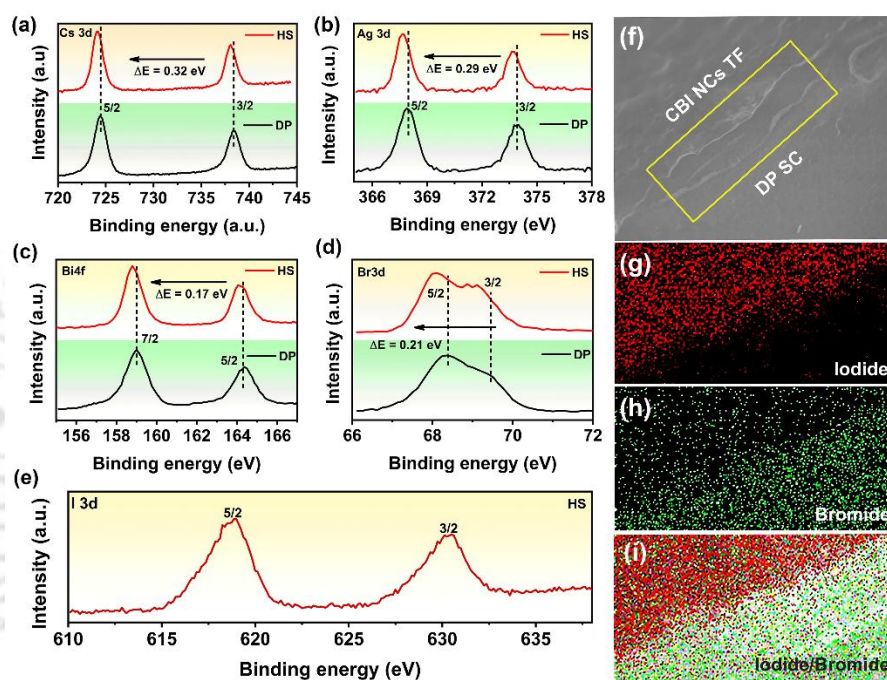 (a)
Cs 3d
HS
ΔE = 0.32 eV
5/2
3/2
DP
Intensity (a.u)
720 725 730 735 740 745
Binding energy (a.u.)
(b)
Ag 3d
HS
ΔE = 0.29 eV
5/2
3/2
DP
Intensity (a.u.)
365 367 369 371 372 374 376 378
Binding energy (eV)
(c)
Bi4f
HS
ΔE = 0.17 eV
7/2
5/2
DP
Intensity (a.u.)
156 158 160 162 164 166
Binding energy (eV)
(d)
Br3d
HS
5/2
3/2
ΔE = 0.21 eV
DP
Intensity (a.u.)
66 68 70 72
Binding energy (eV)
(e)
I 3d
5/2
3/2
HS
Intensity (a.u.)
610 615 620 625 630 635
Binding energy (eV)
(f)
CBI NCs TF
DP SC
(g)
Iodide
(h)
Bromide
(i)
Iodide/Bromide